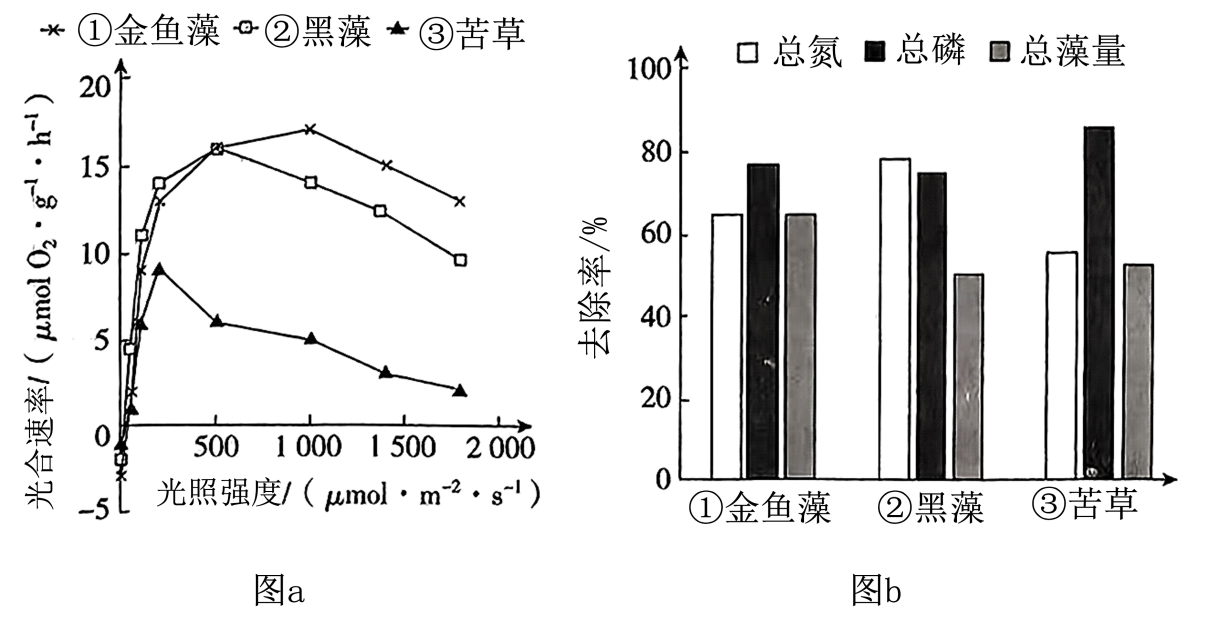 ①金鱼藻 ②黑藻 ③苦草
光合速率/(μmol O₂·g⁻¹·h⁻¹)
20
15
10
5
0
-5
500 1 000 1 500 2 000
光照强度/(μmol·m⁻²·s⁻¹)
图a
总氮 总磷 总藻量
去除率/%
100
80
60
40
20
0
①金鱼藻 ②黑藻 ③苦草
图b